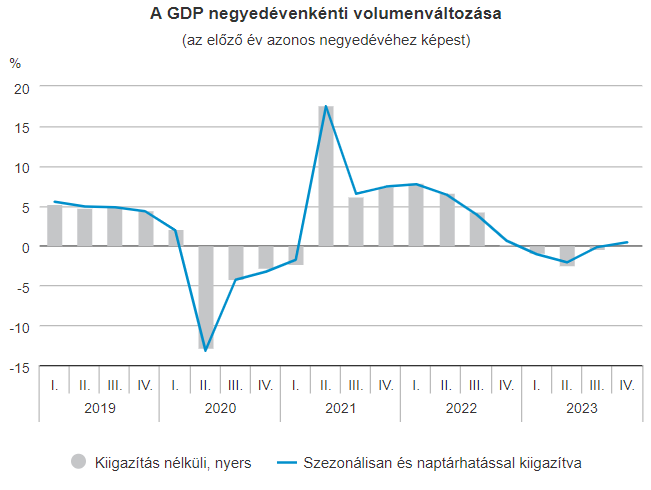 A GDP negyedévenkénti volumenváltozása
(az előző év azonos negyedévéhez képest)
%
20
15
10
5
0
-5
-10
-15
I. II. III. IV. I. II. III. IV. I. II. III. IV. I. II. III. IV. I. II. III. IV.
2019 2020 2021 2022 2023
Kiigazítás nélküli, nyers Szezonálisan és naptárhatással kiigazítva